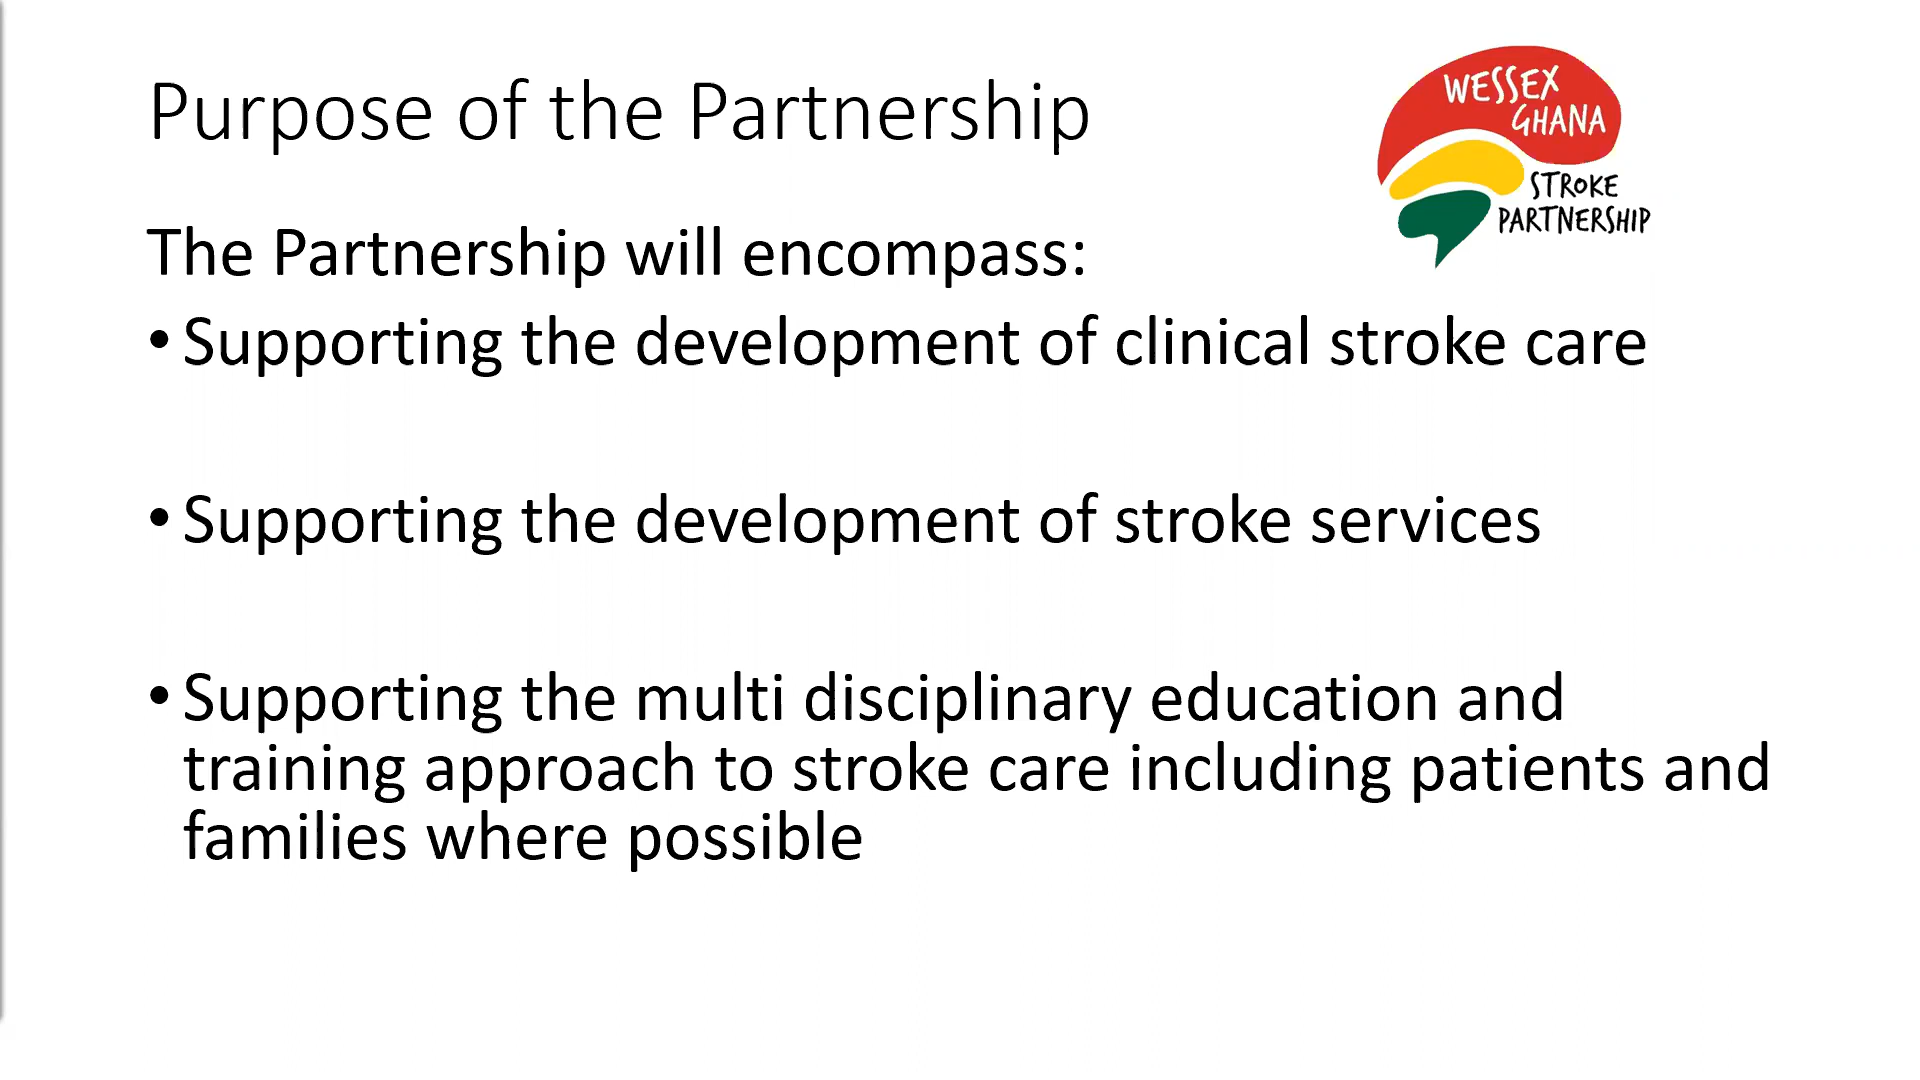 Purpose of the Partnership
WESSEX
GHANA
STROKE
PARTNERSHIP
The Partnership will encompass:
• Supporting the development of clinical stroke care
• Supporting the development of stroke services
• Supporting the multi disciplinary education and
training approach to stroke care including patients and
families where possible